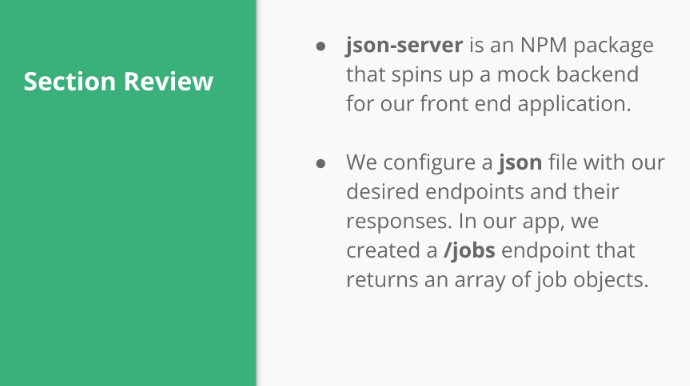 Section Review
● json-server is an NPM package
that spins up a mock backend
for our front end application.
● We configure a json file with our
desired endpoints and their
responses. In our app, we
created a /jobs endpoint that
returns an array of job objects.